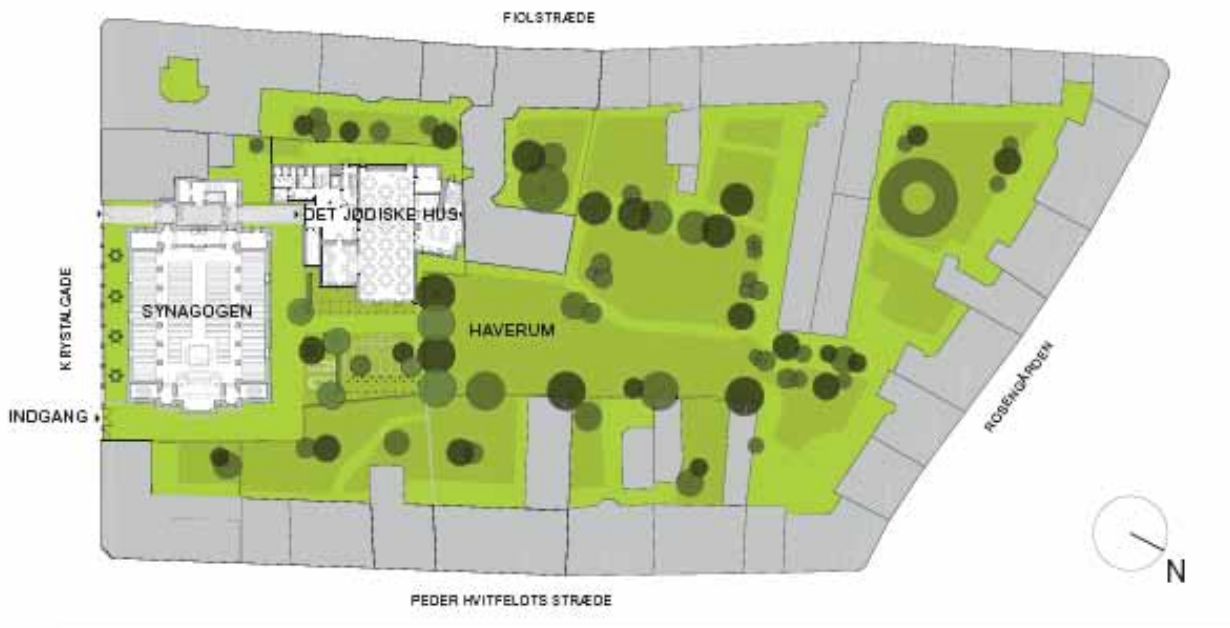 FIOLSTRÆDE
DET JØDISKE HUS
KRYSTALGADE
SYNAGOGEN
HAVERUM
ROSENGÅRDEN
INDGANG
N
PEDER HVITFELDTS STRÆDE